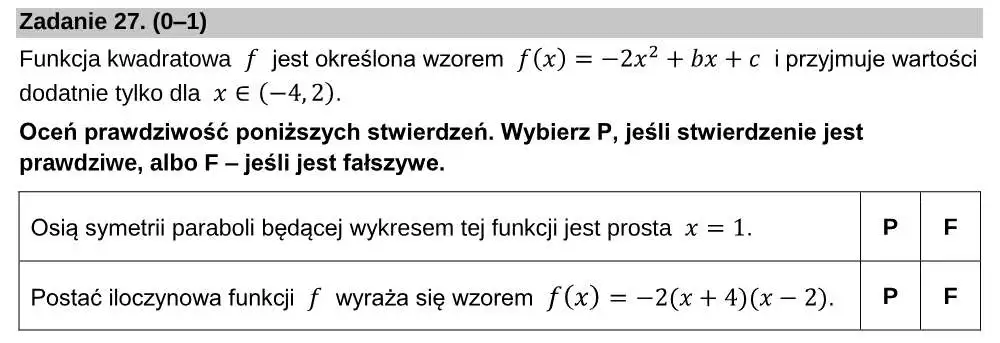 Zadanie 27. (0–1)
Funkcja kwadratowa f jest określona wzorem f(x) = −2x² + bx + c i przyjmuje wartości
dodatnie tylko dla x ∈ (−4, 2).
Oceń prawdziwość poniższych stwierdzeń. Wybierz P, jeśli stwierdzenie jest
prawdziwe, albo F – jeśli jest fałszywe.
Osią symetrii paraboli będącej wykresem tej funkcji jest prosta x = 1. P F
Postać iloczynowa funkcji f wyraża się wzorem f(x) = −2(x + 4)(x − 2). P F